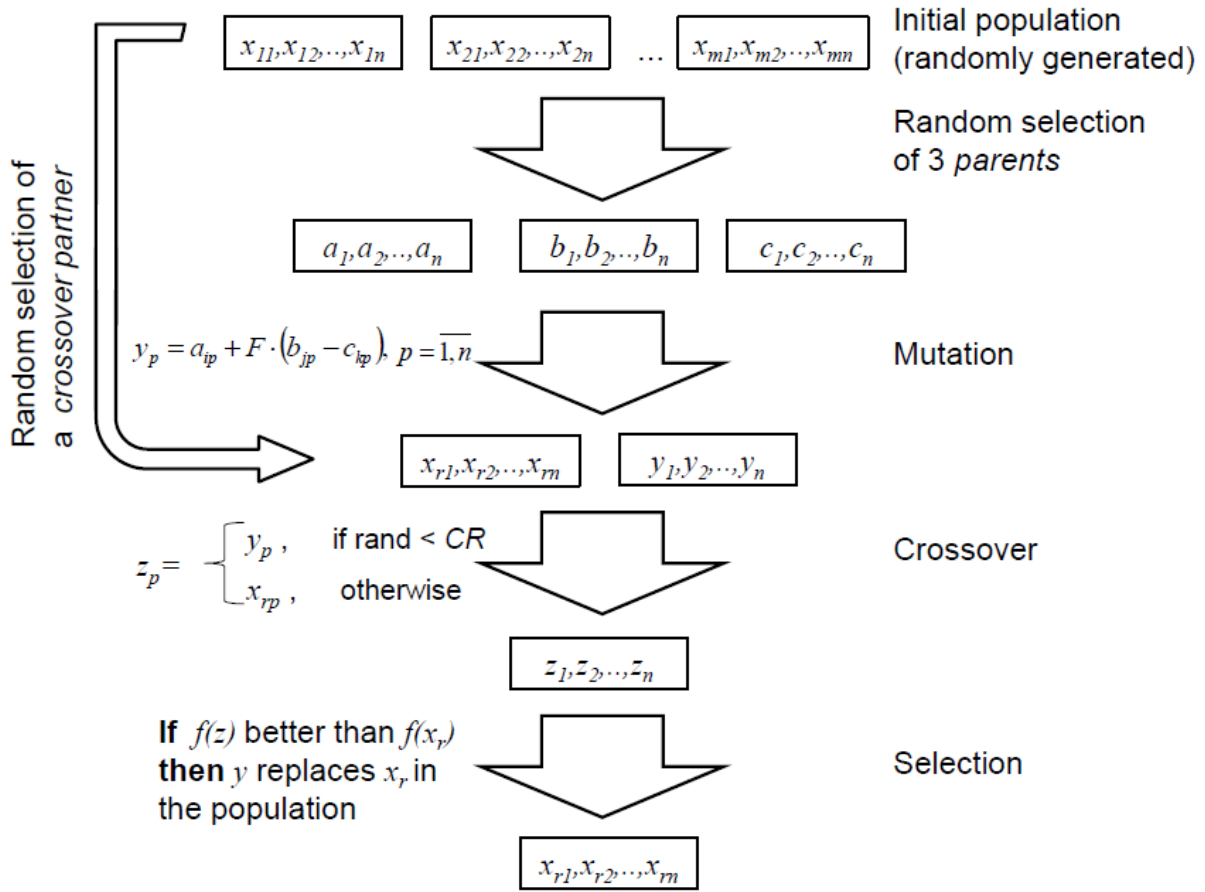 x11,x12,..,x1n
x21,x22,..,x2n
...
xm1,xm2,..,xmn
Initial population
(randomly generated)
Random selection of
a crossover partner
Random selection
of 3 parents
a1,a2,..,an
b1,b2,..,bn
c1,c2,..,cn
yp = aip + F·(bjp − ckp), p = 1,n
Mutation
xr1,xr2,..,xrn
y1,y2,..,yn
zp=
yp , if rand < CR
xrp , otherwise
Crossover
z1,z2,..,zn
If f(z) better than f(xr)
then y replaces xr in
the population
Selection
xr1,xr2,..,xrn